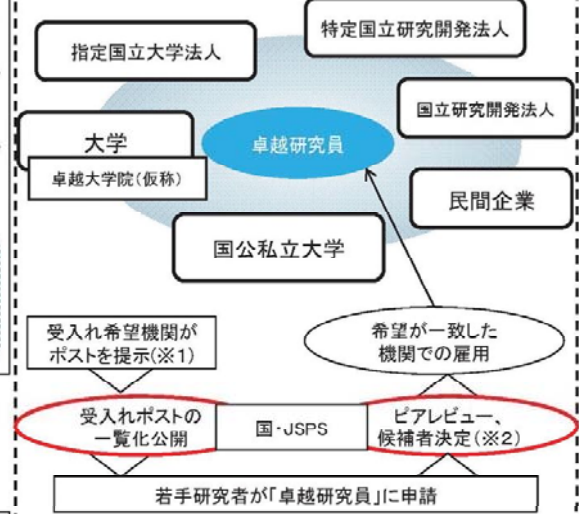 特定国立研究開発法人
指定国立大学法人
国立研究開発法人
大学
卓越研究員
卓越大学院(仮称)
民間企業
国公私立大学
受入れ希望機関が
ポストを提示(※1)
希望が一致した
機関での雇用
受入れポストの
一覧化公開
国・JSPS
ピアレビュー、
候補者決定(※2)
若手研究者が「卓越研究員」に申請